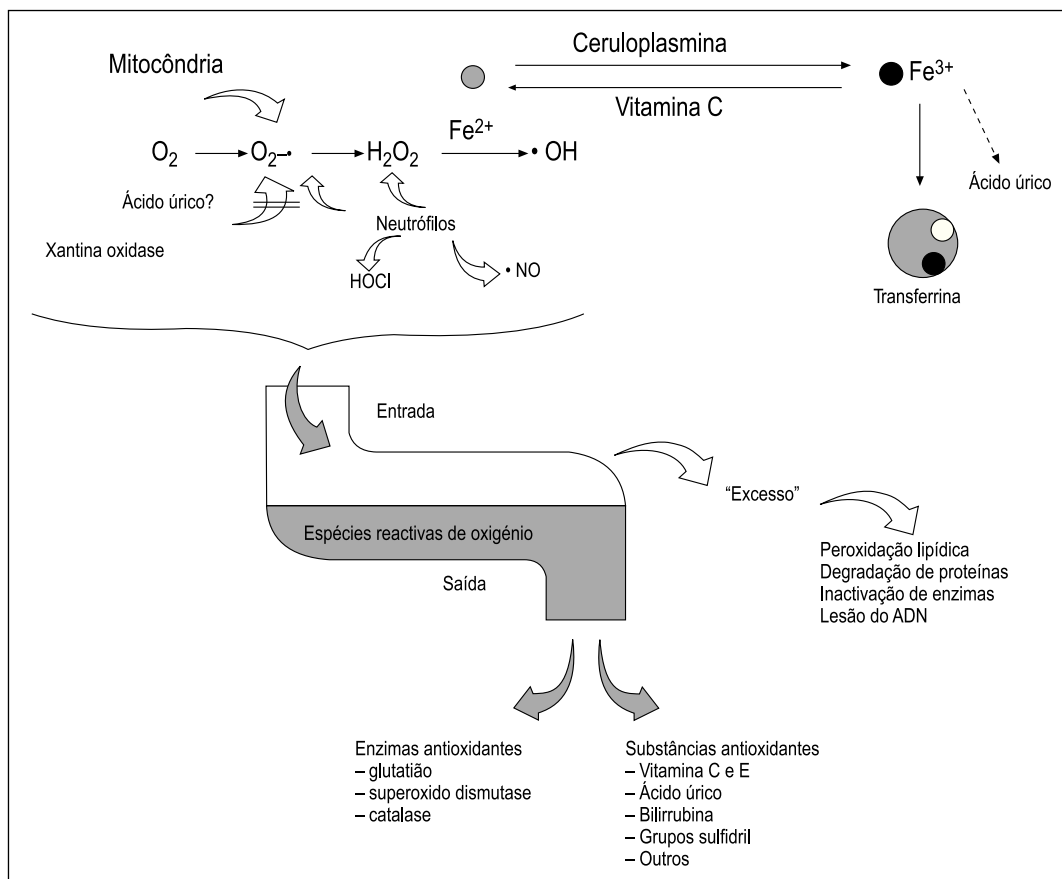 Ceruloplasmina
Mitocôndria
Fe³⁺
Vitamina C
Fe²⁺
O₂
O₂–•
H₂O₂
• OH
Ácido úrico
Ácido úrico?
Neutrófilos
Xantina oxidase
HOCl
• NO
Transferrina
Entrada
“Excesso”
Espécies reactivas de oxigénio
Saída
Peroxidação lipídica
Degradação de proteínas
Inactivação de enzimas
Lesão do ADN
Enzimas antioxidantes
– glutatião
– superoxido dismutase
– catalase
Substâncias antioxidantes
– Vitamina C e E
– Ácido úrico
– Bilirrubina
– Grupos sulfidril
– Outros